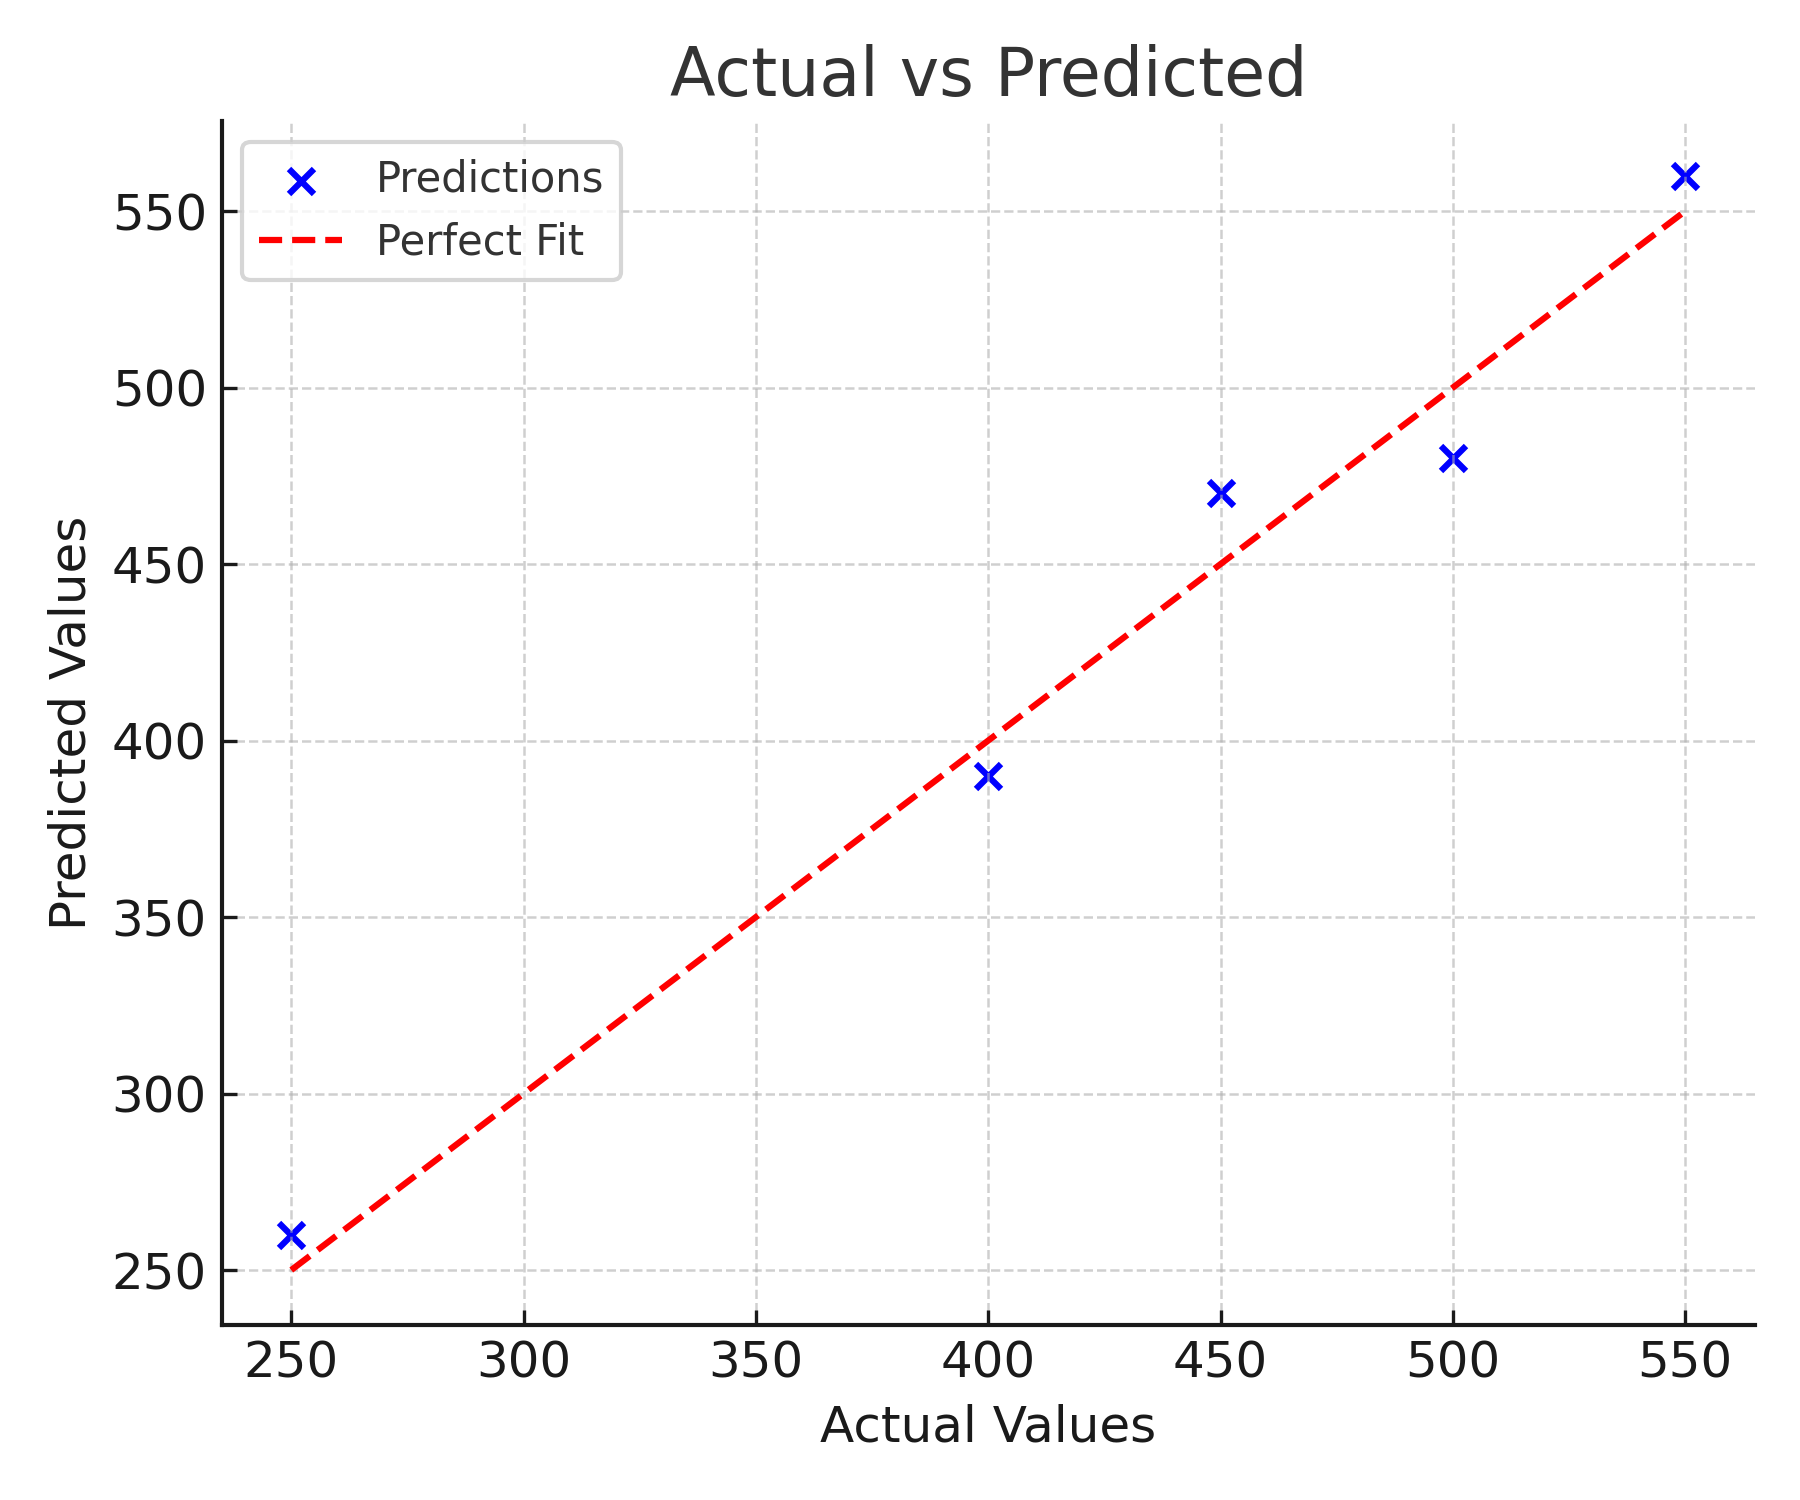 Actual vs Predicted
Predictions
Perfect Fit
550
500
450
400
350
300
250
Predicted Values
250 300 350 400 450 500 550
Actual Values